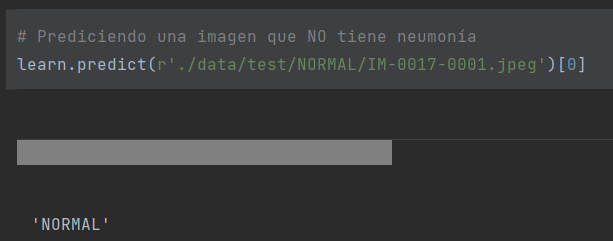 # Prediciendo una imagen que NO tiene neumonía
learn.predict(r'./data/test/NORMAL/IM-0017-0001.jpeg')[0]
'NORMAL'